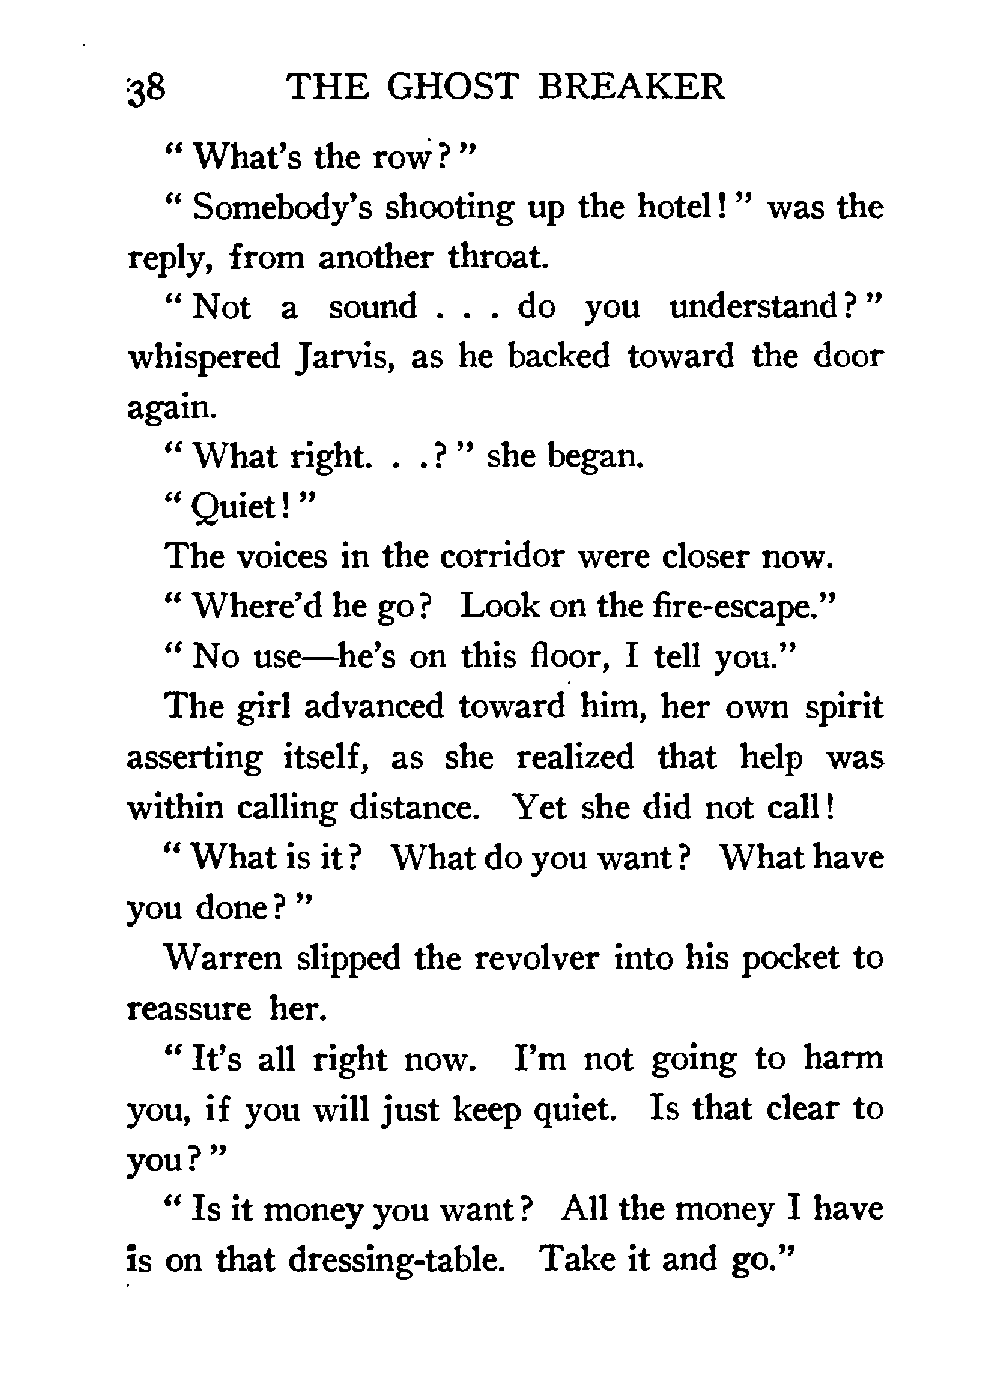 38 THE GHOST BREAKER
“ What's the row? ”
“ Somebody's shooting up the hotel! ” was the
reply, from another throat.
“ Not a sound . . . do you understand? ”
whispered Jarvis, as he backed toward the door
again.
“ What right. . .? ” she began.
“ Quiet! ”
The voices in the corridor were closer now.
“ Where'd he go? Look on the fire-escape.”
“ No use—he's on this floor, I tell you.”
The girl advanced toward him, her own spirit
asserting itself, as she realized that help was
within calling distance. Yet she did not call!
“ What is it? What do you want? What have
you done? ”
Warren slipped the revolver into his pocket to
reassure her.
“ It's all right now. I'm not going to harm
you, if you will just keep quiet. Is that clear to
you? ”
“ Is it money you want? All the money I have
is on that dressing-table. Take it and go.”